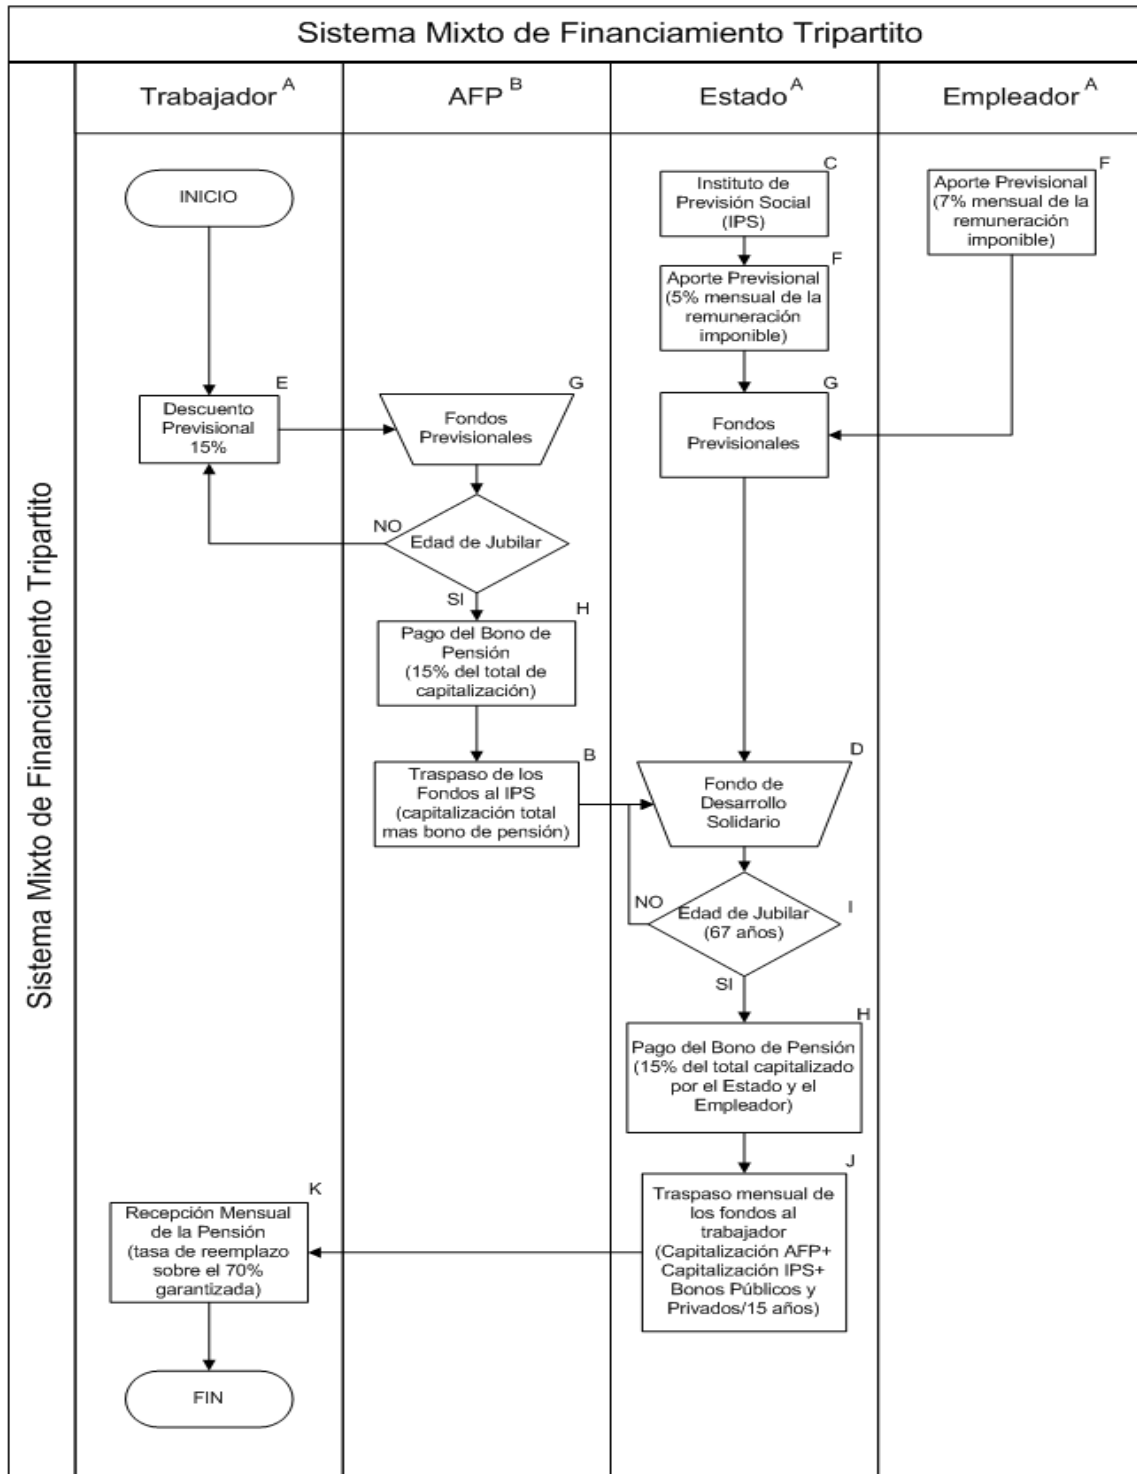 Sistema Mixto de Financiamiento Tripartito
Sistema Mixto de Financiamiento Tripartito
Trabajador A
AFP B
Estado A
Empleador A
INICIO
C
Instituto de
Previsión Social
(IPS)
F
Aporte Previsional
(7% mensual de la
remuneración
imponible)
F
Aporte Previsional
(5% mensual de la
remuneración
imponible)
E
Descuento
Previsional
15%
G
Fondos
Previsionales
G
Fondos
Previsionales
NO
Edad de Jubilar
SI
H
Pago del Bono de
Pensión
(15% del total de
capitalización)
B
Traspaso de los
Fondos al IPS
(capitalización total
mas bono de pensión)
D
Fondo de
Desarrollo
Solidario
NO
Edad de Jubilar
(67 años)
I
SI
H
Pago del Bono de Pensión
(15% del total capitalizado
por el Estado y el
Empleador)
J
Traspaso mensual de
los fondos al
trabajador
(Capitalización AFP+
Capitalización IPS+
Bonos Públicos y
Privados/15 años)
K
Recepción Mensual
de la Pensión
(tasa de reemplazo
sobre el 70%
garantizada)
FIN